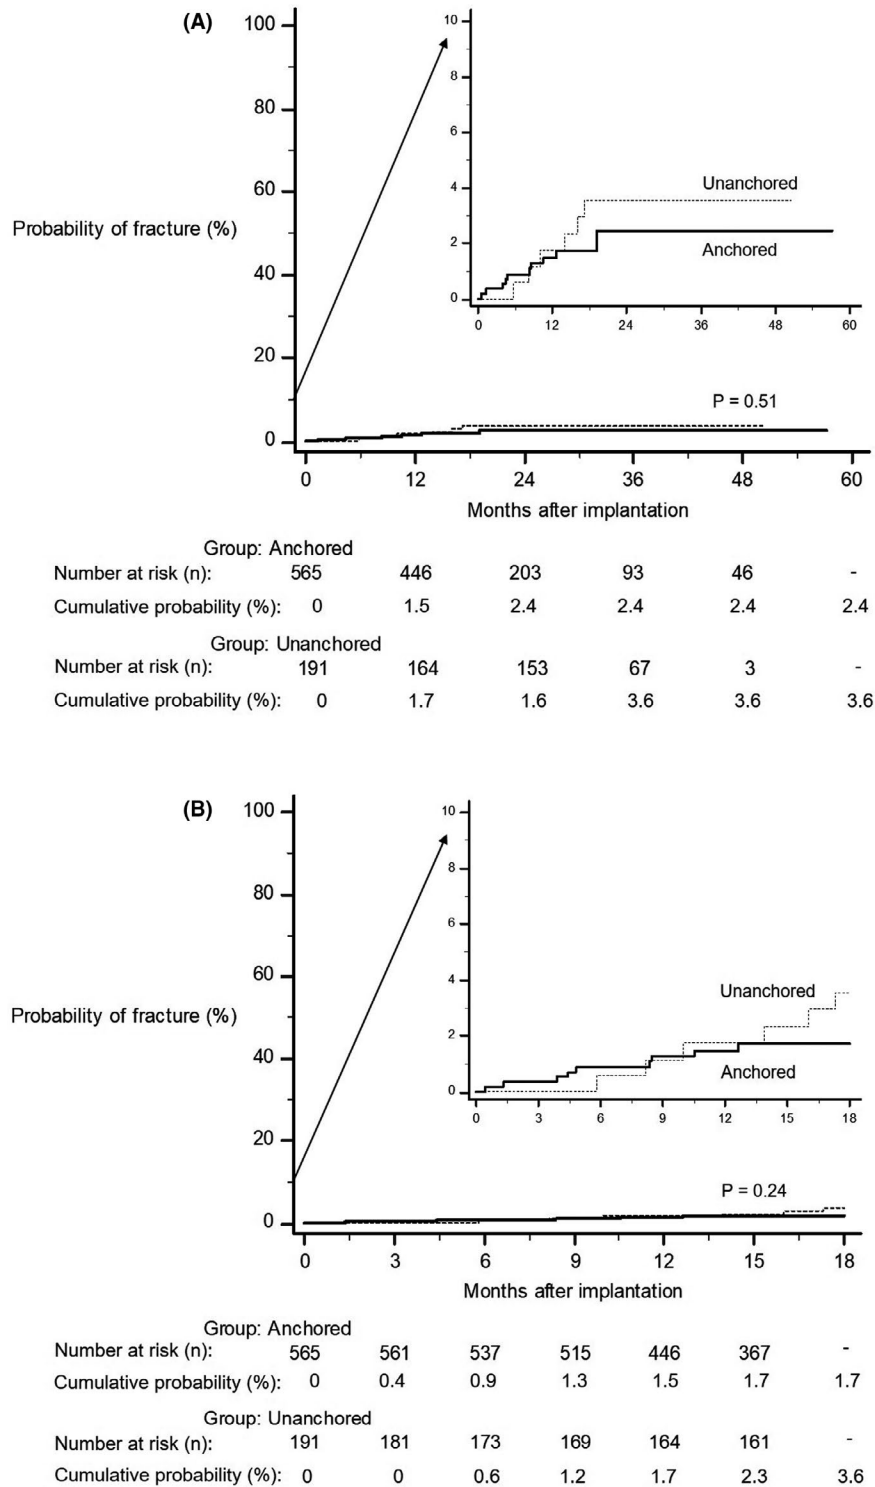 (A)
100
80
60
40
20
0
Probability of fracture (%)
10
8
6
4
2
0
Unanchored
Anchored
0 12 24 36 48 60
P = 0.51
0 12 24 36 48 60
Months after implantation
Group: Anchored
Number at risk (n): 565 446 203 93 46 -
Cumulative probability (%): 0 1.5 2.4 2.4 2.4 2.4
Group: Unanchored
Number at risk (n): 191 164 153 67 3 -
Cumulative probability (%): 0 1.7 1.6 3.6 3.6 3.6
(B)
100
80
60
40
20
0
Probability of fracture (%)
10
8
6
4
2
0
Unanchored
Anchored
0 3 6 9 12 15 18
P = 0.24
0 3 6 9 12 15 18
Months after implantation
Group: Anchored
Number at risk (n): 565 561 537 515 446 367 -
Cumulative probability (%): 0 0.4 0.9 1.3 1.5 1.7 1.7
Group: Unanchored
Number at risk (n): 191 181 173 169 164 161 -
Cumulative probability (%): 0 0 0.6 1.2 1.7 2.3 3.6